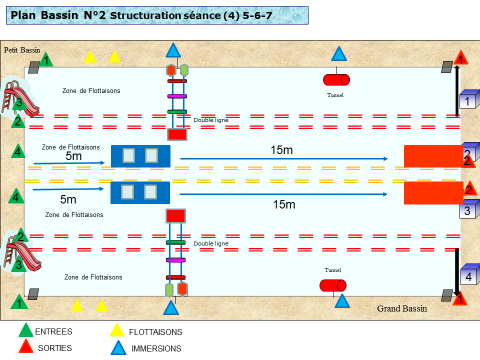 Plan Bassin N°2 Structuration séance (4) 5-6-7
Petit Bassin
1
1
Zone de Flottaisons
3
Tunnel
1
2
Double ligne
Zone de Flottaisons
4
5m
15m
2
2
4
5m
15m
2
3
Zone de Flottaisons
2
Double ligne
3
Zone de Flottaisons
Tunnel
4
1
1
Grand Bassin
ENTREES
FLOTTAISONS
SORTIES
IMMERSIONS